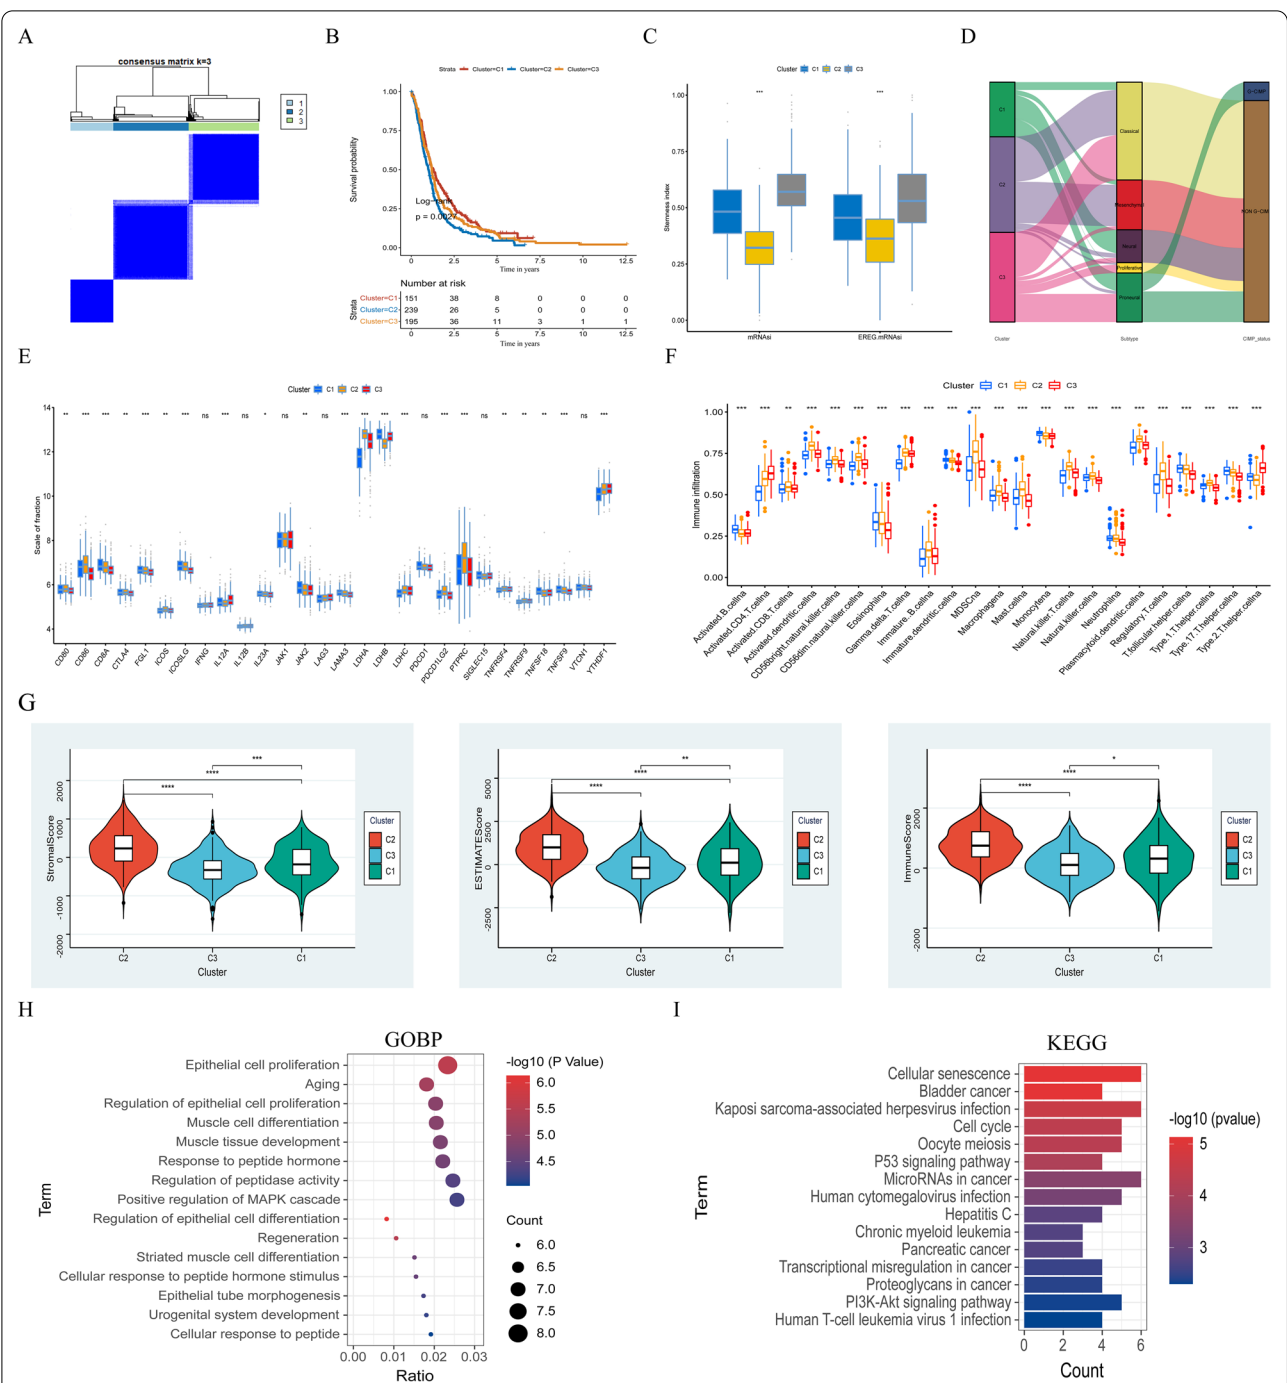 A
consensus matrix k=3
1
2
3
B
Strata Cluster=C1 Cluster=C2 Cluster=C3
Survival probability
1.00
0.75
0.50
0.25
0.00
Log-rank
p = 0.0027
0 2.5 5.0 7.5 10.0 12.5
Time in years
Number at risk
Strata
Cluster=C1 151 38 8 0 0 0
Cluster=C2 239 26 5 0 0 0
Cluster=C3 195 36 11 3 1 1
0 2.5 5.0 7.5 10.0 12.5
Time in years
C
Cluster C1 C2 C3
Stemness index
1.00
0.75
0.50
0.25
0.00
*** ***
mRNAsi EREG.mRNAsi
D
C1
C2
C3
Classical
Mesenchymal
Neural
Proliferative
Proneural
G-CIMP
NON G-CIMP
Cluster Subtype CIMP_status
E
Cluster C1 C2 C3
** *** *** ** *** ** *** ns *** ns * ns ** ns *** *** *** *** ns *** *** ns ** ** ** *** ns ***
Scale of fraction
14
12
10
8
6
4
CD80 CD86 CD8A CTLA4 FGL1 ICOS ICOSLG IFNG IL12A IL12B IL23A JAK1 JAK2 LAG3 LAMA3 LDHA LDHB LDHC PDCD1 PDCD1LG2 PTPRC SIGLEC15 TNFRSF4 TNFRSF9 TNFSF18 TNFSF9 VTCN1 YTHDF1
F
Cluster C1 C2 C3
*** *** ** *** *** *** *** *** *** *** *** *** *** *** *** *** *** *** *** *** *** *** ***
Immune infiltration
1.00
0.75
0.50
0.25
0.00
Activated.B.cellna Activated.CD4.T.cellna Activated.CD8.T.cellna Activated.dendritic.cellna CD56bright.natural.killer.cellna CD56dim.natural.killer.cellna Eosinophilna Gamma.delta.T.cellna Immature..B.cellna Immature.dendritic.cellna MDSCna Macrophagena Mast.cellna Monocytena Natural.killer.T.cellna Natural.killer.cellna Neutrophilna Plasmacytoid.dendritic.cellna Regulatory.T.cellna T.follicular.helper.cellna Type.1.T.helper.cellna Type.17.T.helper.cellna Type.2.T.helper.cellna
G
StromalScore
2000
1000
0
-1000
-2000
***
****
****
C2 C3 C1
Cluster
Cluster
C2
C3
C1
ESTIMATEScore
5000
2500
0
-2500
**
****
****
C2 C3 C1
Cluster
Cluster
C2
C3
C1
ImmuneScore
2000
0
-2000
*
****
****
C2 C3 C1
Cluster
Cluster
C2
C3
C1
H
GOBP
Term
Epithelial cell proliferation
Aging
Regulation of epithelial cell proliferation
Muscle cell differentiation
Muscle tissue development
Response to peptide hormone
Regulation of peptidase activity
Positive regulation of MAPK cascade
Regulation of epithelial cell differentiation
Regeneration
Striated muscle cell differentiation
Cellular response to peptide hormone stimulus
Epithelial tube morphogenesis
Urogenital system development
Cellular response to peptide
0.00 0.01 0.02 0.03
Ratio
-log10 (P Value)
6.0
5.5
5.0
4.5
Count
6.0
6.5
7.0
7.5
8.0
I
KEGG
Term
Cellular senescence
Bladder cancer
Kaposi sarcoma-associated herpesvirus infection
Cell cycle
Oocyte meiosis
P53 signaling pathway
MicroRNAs in cancer
Human cytomegalovirus infection
Hepatitis C
Chronic myeloid leukemia
Pancreatic cancer
Transcriptional misregulation in cancer
Proteoglycans in cancer
PI3K-Akt signaling pathway
Human T-cell leukemia virus 1 infection
0 2 4 6
Count
-log10 (pvalue)
5
4
3